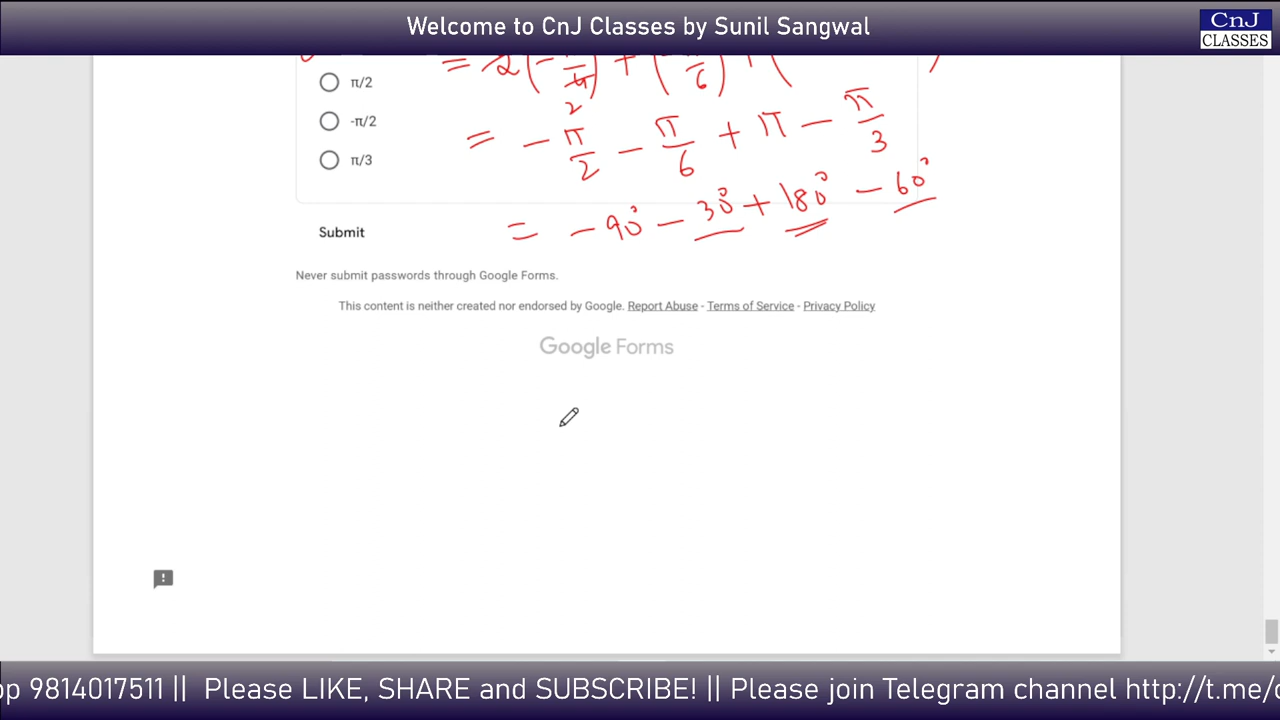 Welcome to CnJ Classes by Sunil Sangwal
CnJ
CLASSES
π/2
-π/2
π/3
= - π/2 - π/6 + π - π/3
= - 90° - 30° + 180° - 60°
Submit
Never submit passwords through Google Forms.
This content is neither created nor endorsed by Google. Report Abuse - Terms of Service - Privacy Policy
Google Forms
9814017511 || Please LIKE, SHARE and SUBSCRIBE! || Please join Telegram channel http://t.me/